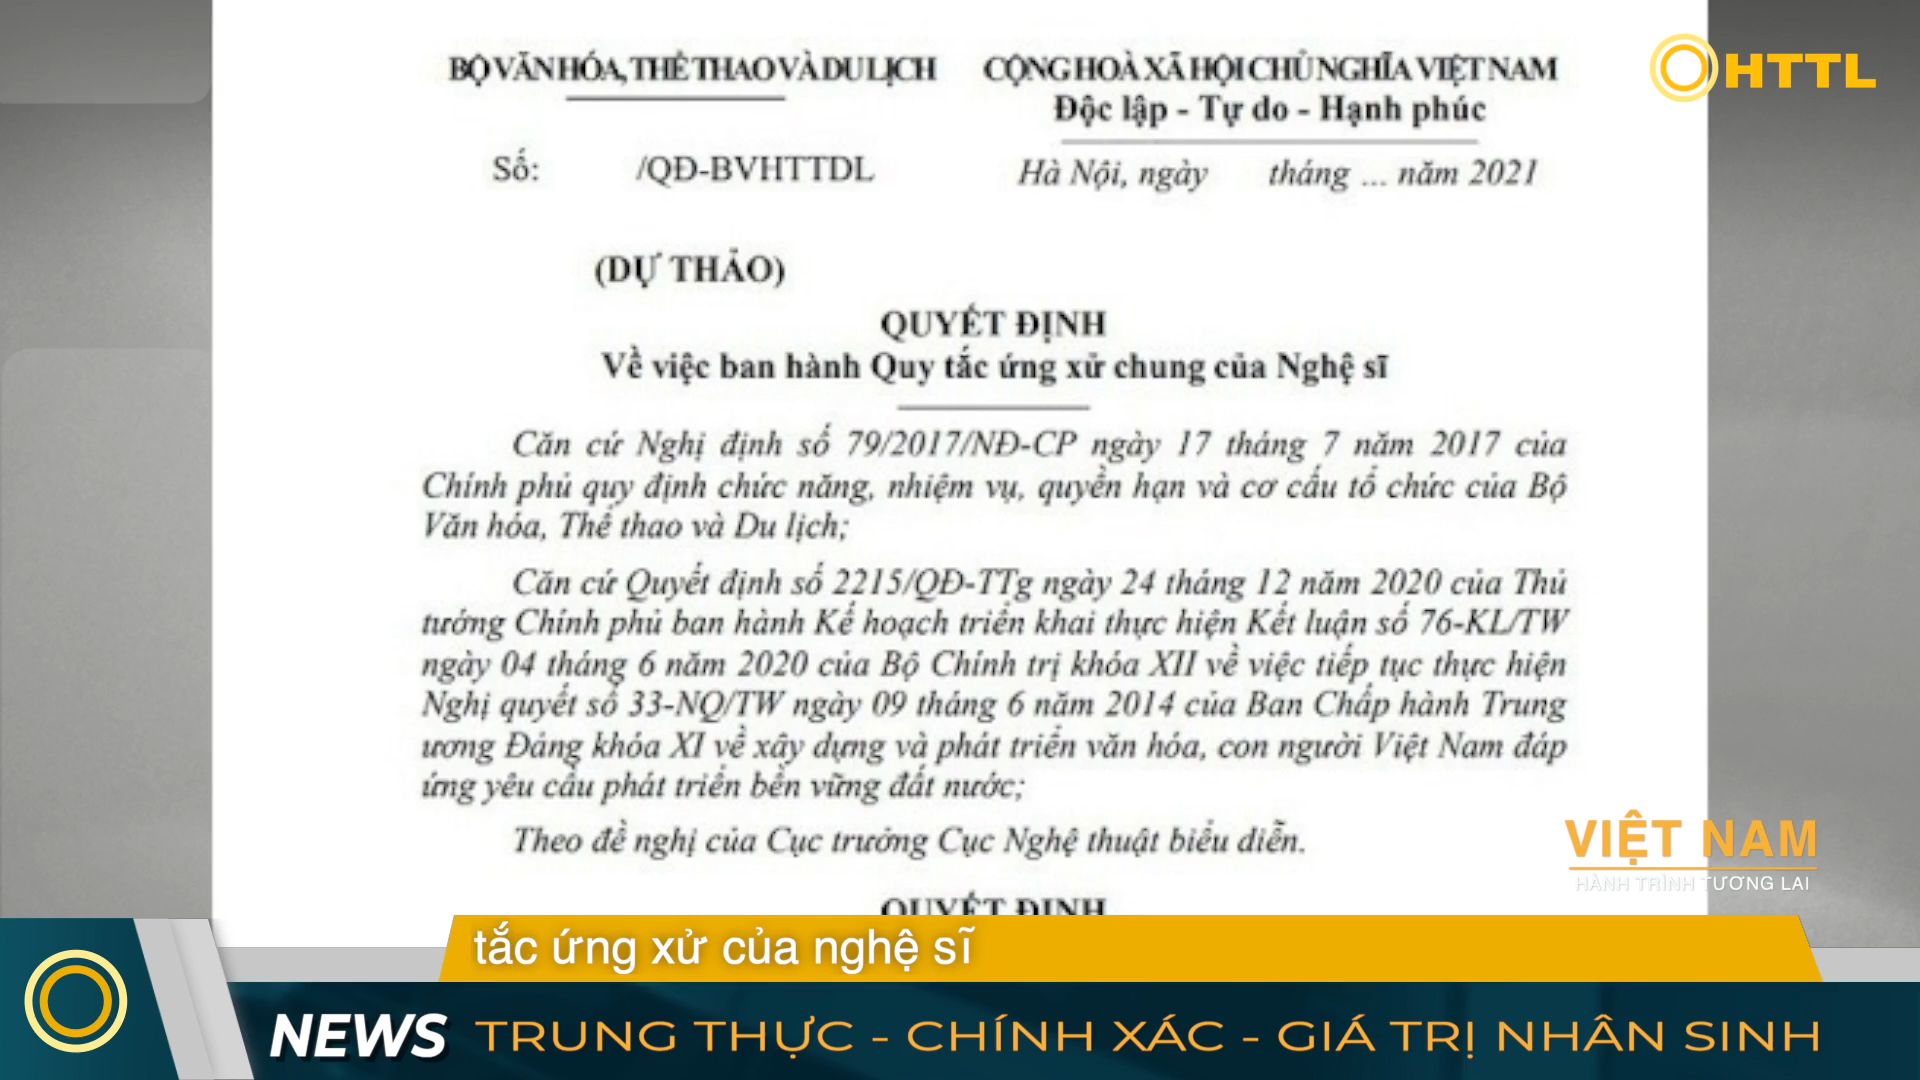 BỘ VĂN HÓA, THỂ THAO VÀ DU LỊCH
CỘNG HOÀ XÃ HỘI CHỦ NGHĨA VIỆT NAM
Độc lập - Tự do - Hạnh phúc
Số: /QĐ-BVHTTDL
Hà Nội, ngày tháng ... năm 2021
HTTL
(DỰ THẢO)
QUYẾT ĐỊNH
Về việc ban hành Quy tắc ứng xử chung của Nghệ sĩ
Căn cứ Nghị định số 79/2017/NĐ-CP ngày 17 tháng 7 năm 2017 của
Chính phủ quy định chức năng, nhiệm vụ, quyền hạn và cơ cấu tổ chức của Bộ
Văn hóa, Thể thao và Du lịch;
Căn cứ Quyết định số 2215/QĐ-TTg ngày 24 tháng 12 năm 2020 của Thủ
tướng Chính phủ ban hành Kế hoạch triển khai thực hiện Kết luận số 76-KL/TW
ngày 04 tháng 6 năm 2020 của Bộ Chính trị khóa XII về việc tiếp tục thực hiện
Nghị quyết số 33-NQ/TW ngày 09 tháng 6 năm 2014 của Ban Chấp hành Trung
ương Đảng khóa XI về xây dựng và phát triển văn hóa, con người Việt Nam đáp
ứng yêu cầu phát triển bền vững đất nước;
Theo đề nghị của Cục trưởng Cục Nghệ thuật biểu diễn.
VIỆT NAM
HÀNH TRÌNH TƯƠNG LAI
QUYẾT ĐỊNH
tắc ứng xử của nghệ sĩ
NEWS
TRUNG THỰC - CHÍNH XÁC - GIÁ TRỊ NHÂN SINH